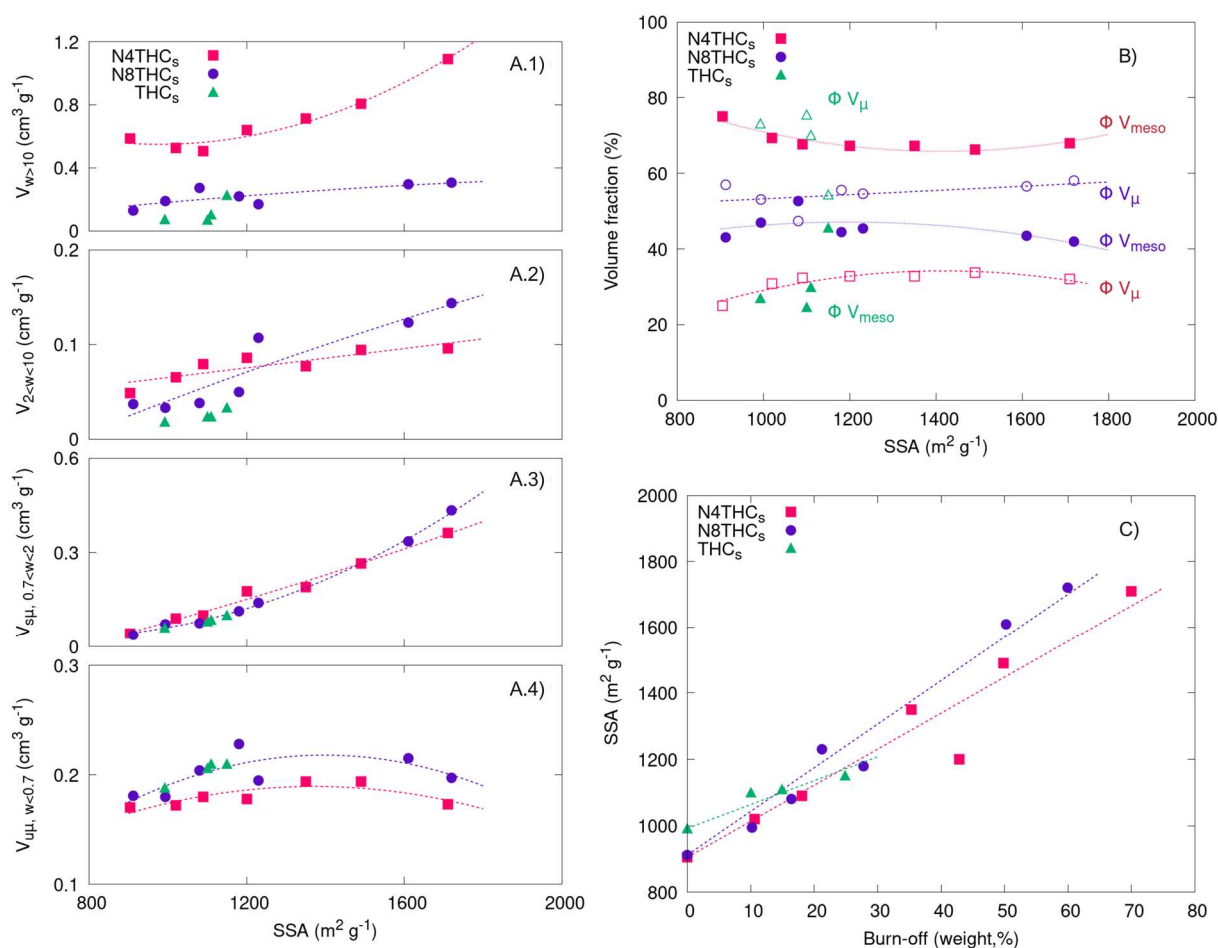 N4THCs
N8THCs
THCs
A.1)
1.2
0.8
0.4
0
Vw>10 (cm³ g⁻¹)
A.2)
0.2
0.1
0
V2<w<10 (cm³ g⁻¹)
A.3)
0.6
0.3
0
Vsμ, 0.7<w<2 (cm³ g⁻¹)
A.4)
0.3
0.2
0.1
Vuμ, w<0.7 (cm³ g⁻¹)
800 1200 1600 2000
SSA (m² g⁻¹)
N4THCs
N8THCs
THCs
B)
100
80
60
40
20
0
Volume fraction (%)
Φ Vμ
Φ Vmeso
Φ Vμ
Φ Vmeso
Φ Vμ
Φ Vmeso
800 1000 1200 1400 1600 1800 2000
SSA (m² g⁻¹)
N4THCs
N8THCs
THCs
C)
2000
1800
1600
1400
1200
1000
800
SSA (m² g⁻¹)
0 10 20 30 40 50 60 70 80
Burn-off (weight,%)